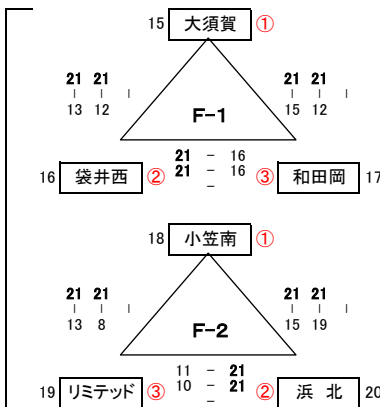 15 大須賀 ①
21 21 21 21
| | | | | |
13 12 15 12
F-1
21 - 16
16 袋井西 ② 21 - 16 ③ 和田岡 17
-
18 小笠南 ①
21 21 21 21
| | | | | |
13 8 15 19
F-2
11 - 21
19 リミテッド ③ 10 - 21 ② 浜 北 20
-